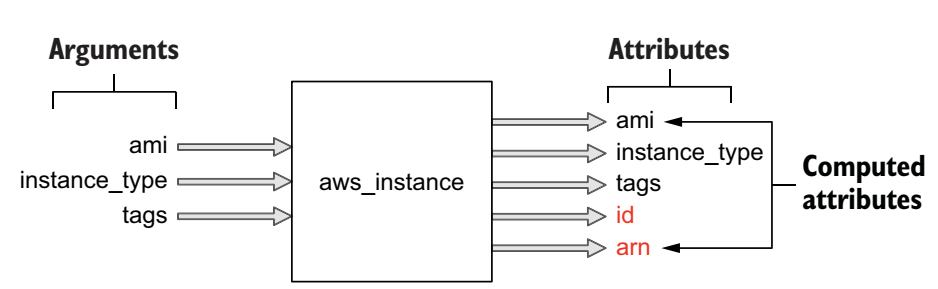 Arguments
ami
instance_type
tags
aws_instance
Attributes
ami
instance_type
tags
id
arn
Computed
attributes